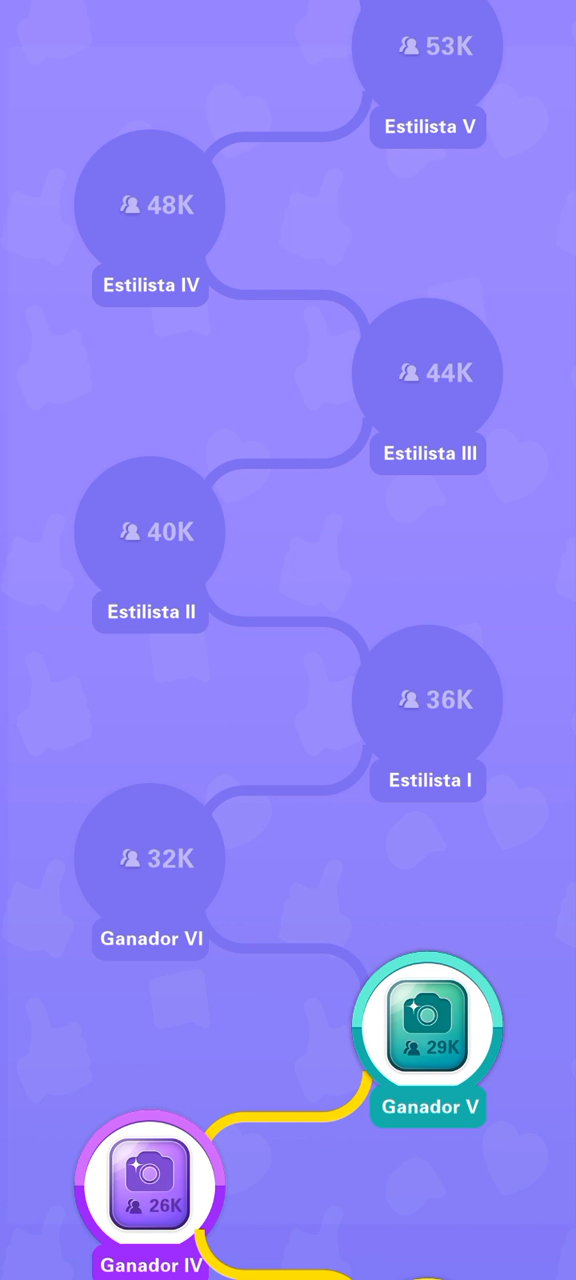 53K
Estilista V
48K
Estilista IV
44K
Estilista III
40K
Estilista II
36K
Estilista I
32K
Ganador VI
29K
Ganador V
26K
Ganador IV